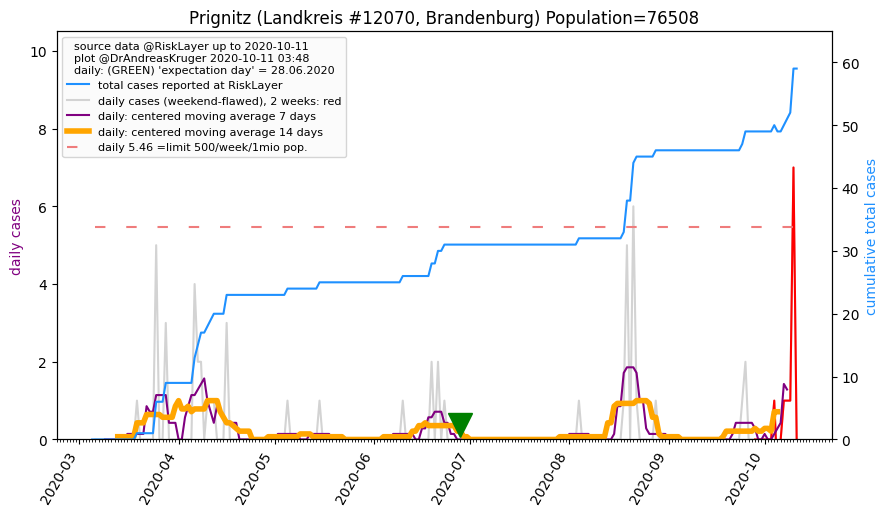 Prignitz (Landkreis #12070, Brandenburg) Population=76508
source data @RiskLayer up to 2020-10-11
plot @DrAndreasKruger 2020-10-11 03:48
daily: (GREEN) 'expectation day' = 28.06.2020
total cases reported at RiskLayer
daily cases (weekend-flawed), 2 weeks: red
daily: centered moving average 7 days
daily: centered moving average 14 days
daily 5.46 =limit 500/week/1mio pop.
daily cases
10
8
6
4
2
0
cumulative total cases
60
50
40
30
20
10
0
2020-03
2020-04
2020-05
2020-06
2020-07
2020-08
2020-09
2020-10